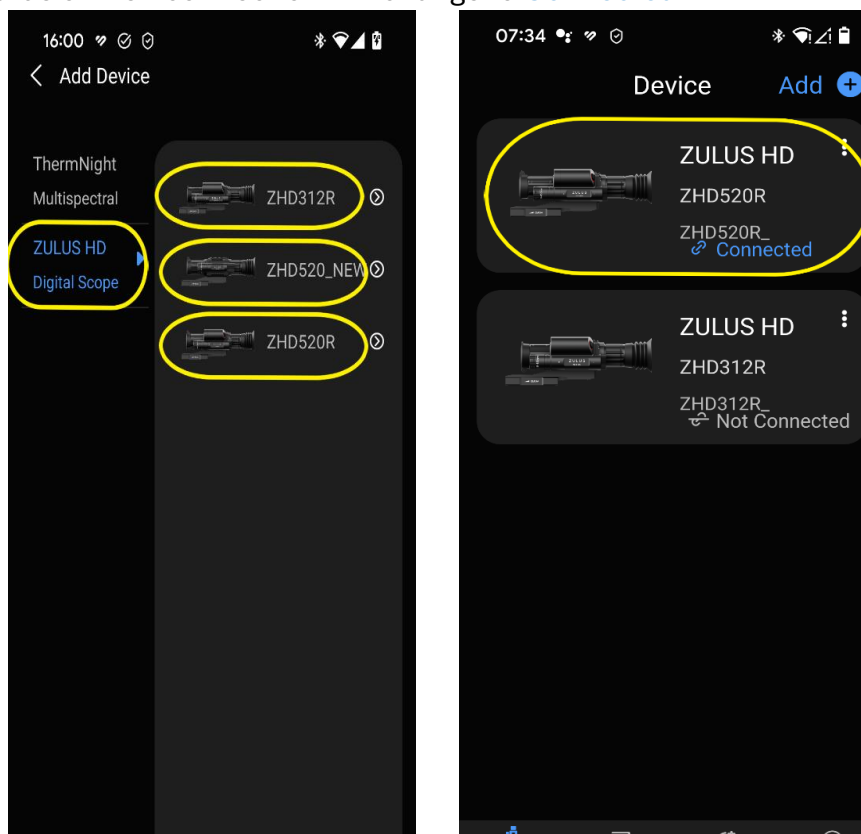 16:00
Add Device
ThermNight
Multispectral
ZULUS HD
Digital Scope
ZHD312R
ZHD520_NEW
ZHD520R
07:34
Device Add
ZULUS HD
ZHD520R
ZHD520R_
Connected
ZULUS HD
ZHD312R
ZHD312R_
Not Connected